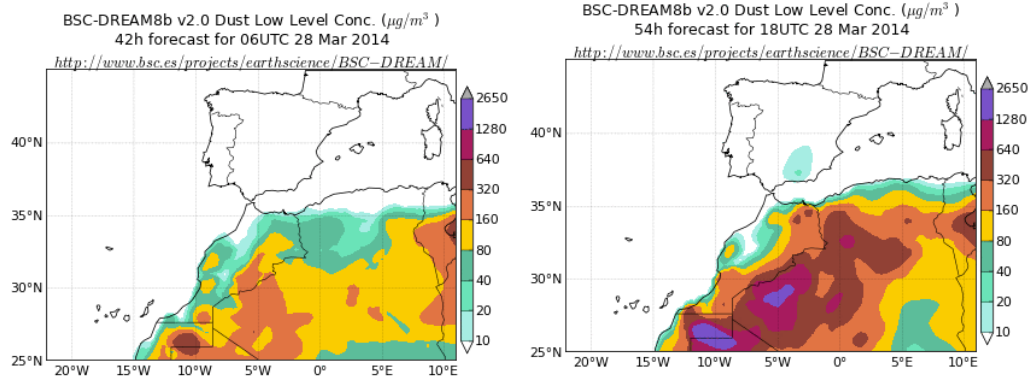 BSC-DREAM8b v2.0 Dust Low Level Conc. (μg/m³ )
42h forecast for 06UTC 28 Mar 2014
http://www.bsc.es/projects/earthscience/BSC−DREAM/
2650
1280
640
320
160
80
40
20
10
40°N
35°N
30°N
25°N
20°W
15°W
10°W
5°W
0°E
5°E
10°E
BSC-DREAM8b v2.0 Dust Low Level Conc. (μg/m³ )
54h forecast for 18UTC 28 Mar 2014
http://www.bsc.es/projects/earthscience/BSC−DREAM/
2650
1280
640
320
160
80
40
20
10
40°N
35°N
30°N
25°N
20°W
15°W
10°W
5°W
0°E
5°E
10°E